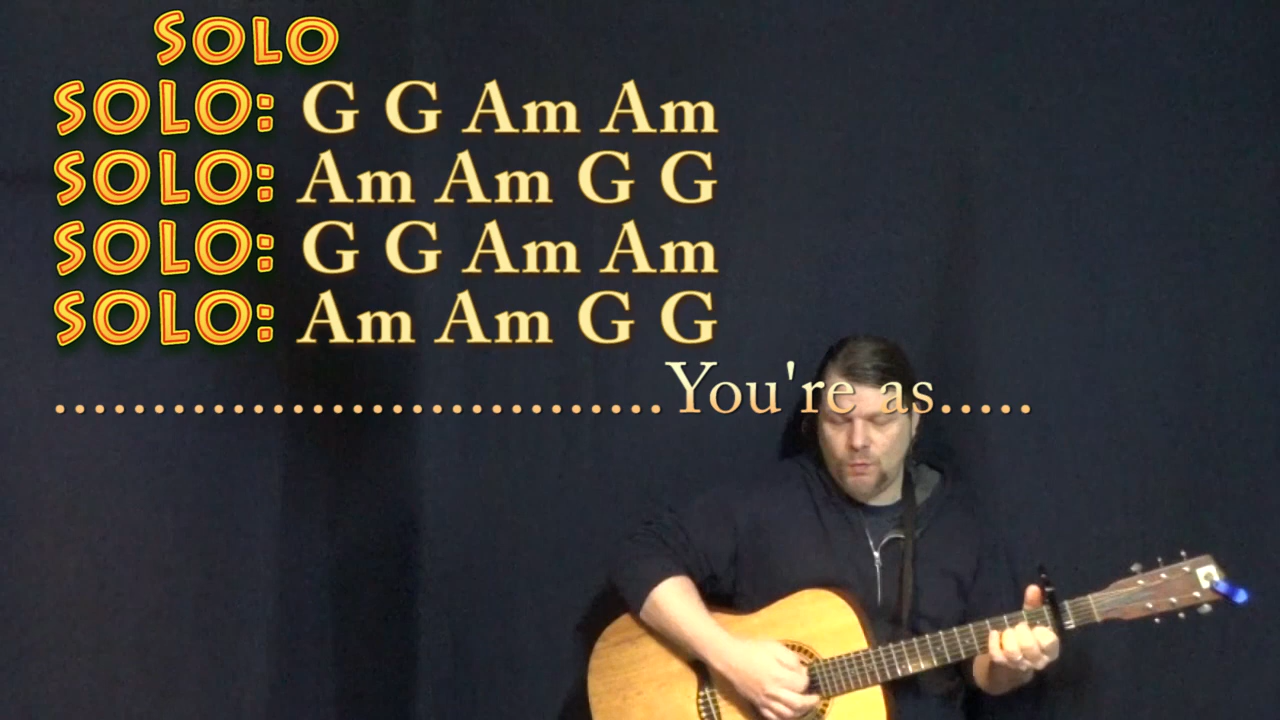 SOLO
SOLO: G G Am Am
SOLO: Am Am G G
SOLO: G G Am Am
SOLO: Am Am G G
...............................You're as.....